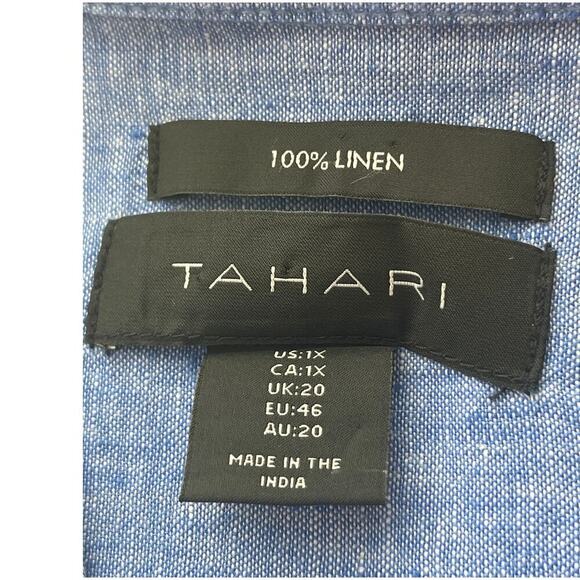 100% LINEN
TAHARI
US:1X
CA:1X
UK:20
EU:46
AU:20
MADE IN THE
INDIA